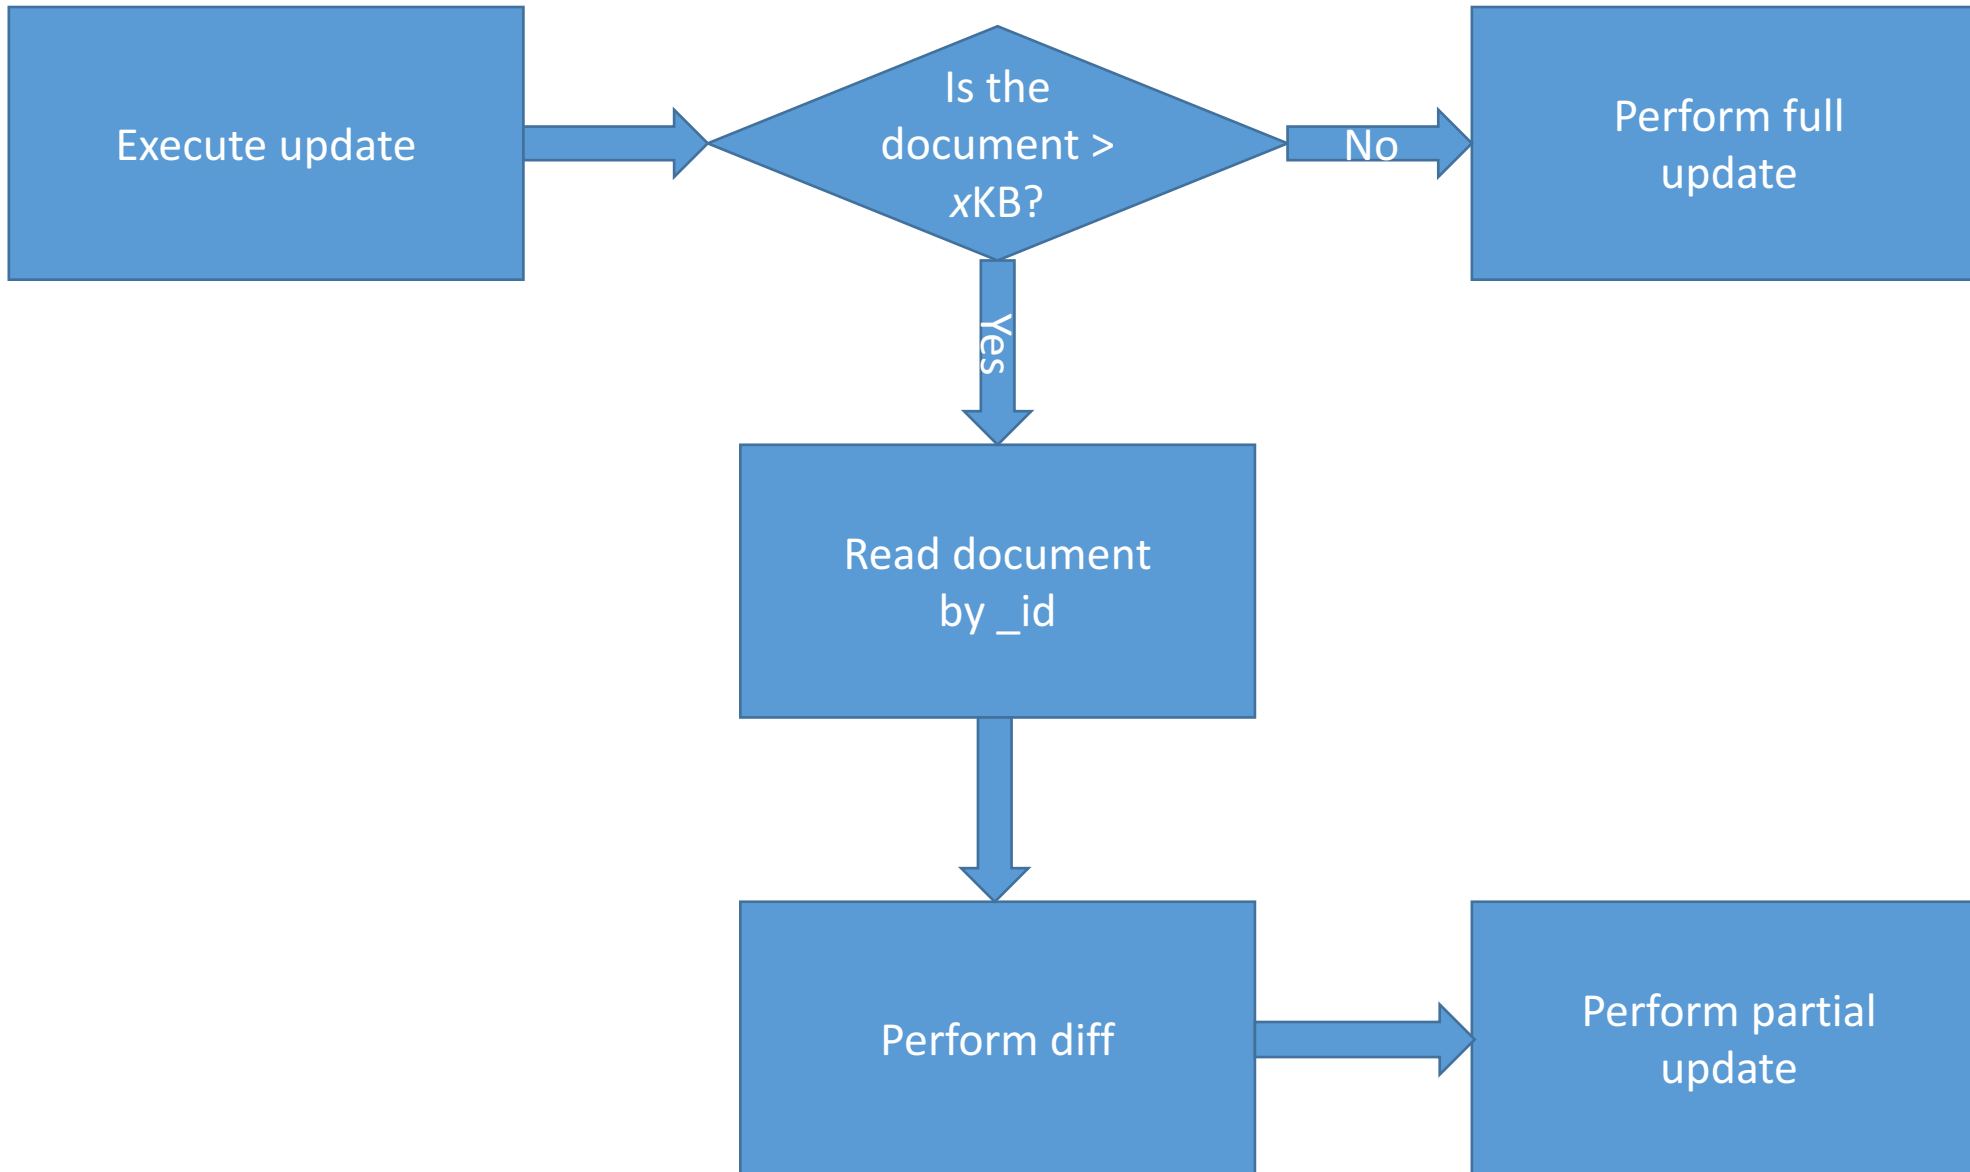 Execute update
Is the
document >
xKB?
No
Perform full
update
Yes
Read document
by _id
Perform diff
Perform partial
update